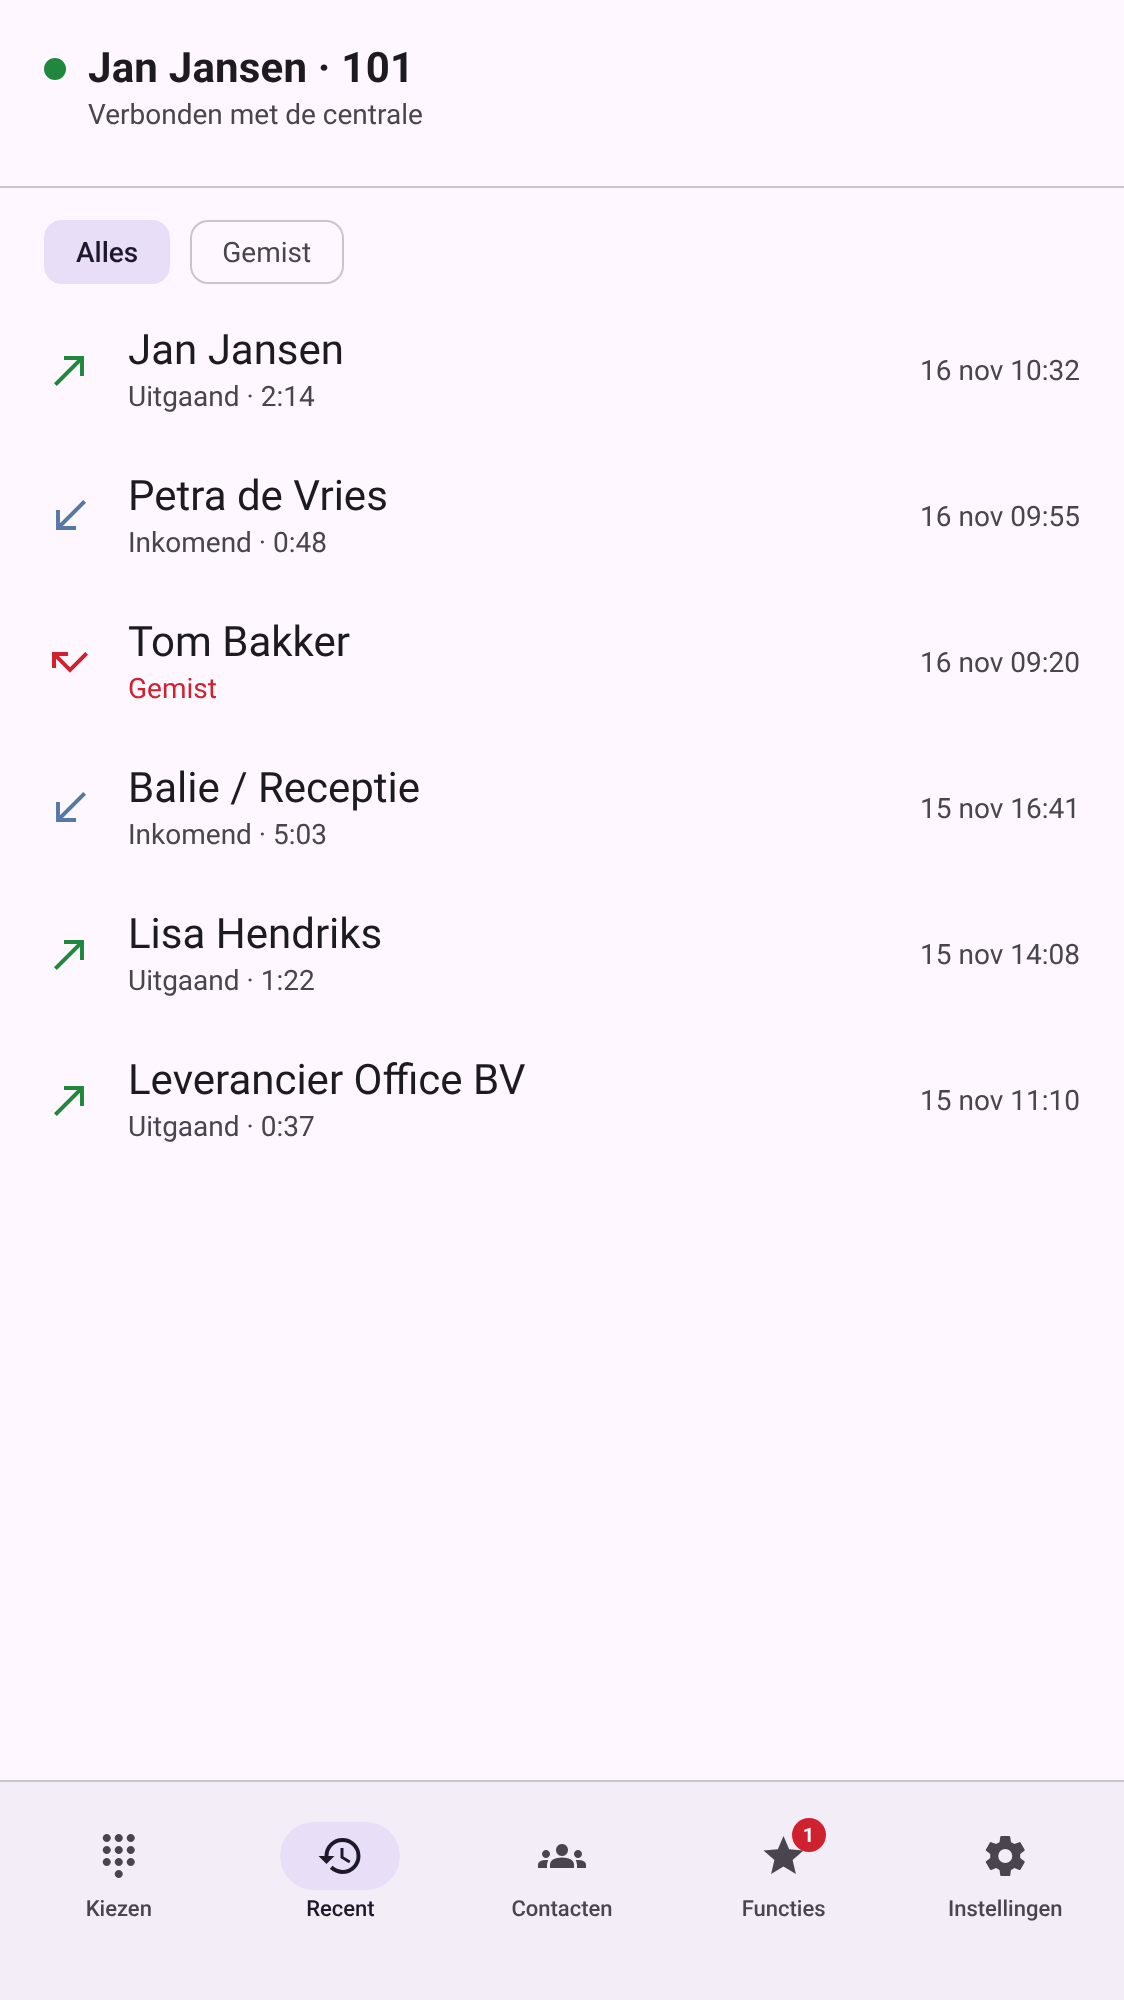 Jan Jansen · 101
Verbonden met de centrale
Alles
Gemist
Jan Jansen
Uitgaand · 2:14
16 nov 10:32
Petra de Vries
Inkomend · 0:48
16 nov 09:55
Tom Bakker
Gemist
16 nov 09:20
Balie / Receptie
Inkomend · 5:03
15 nov 16:41
Lisa Hendriks
Uitgaand · 1:22
15 nov 14:08
Leverancier Office BV
Uitgaand · 0:37
15 nov 11:10
1
Kiezen
Recent
Contacten
Functies
Instellingen